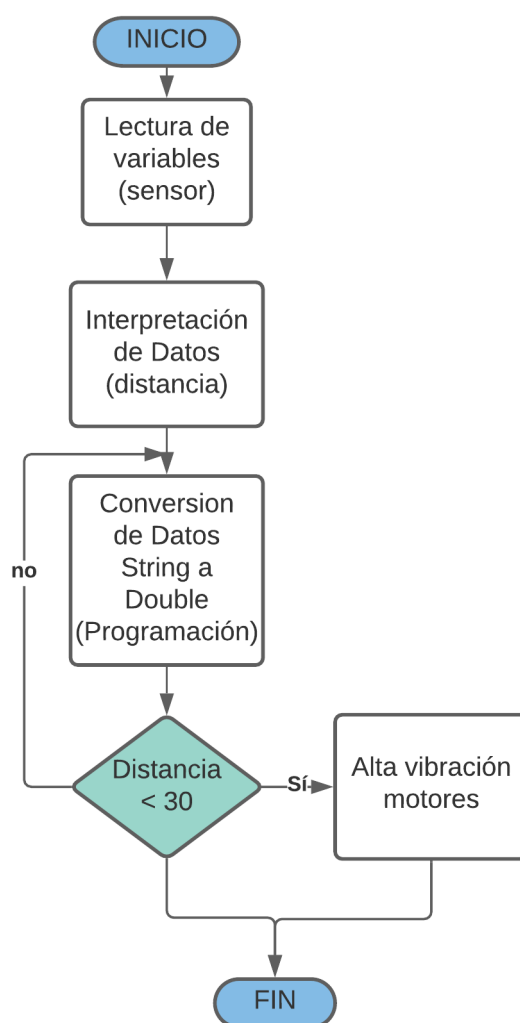 INICIO
Lectura de
variables
(sensor)
Interpretación
de Datos
(distancia)
Conversion
de Datos
String a
Double
(Programación)
no
Distancia
< 30
Sí
Alta vibración
motores
FIN